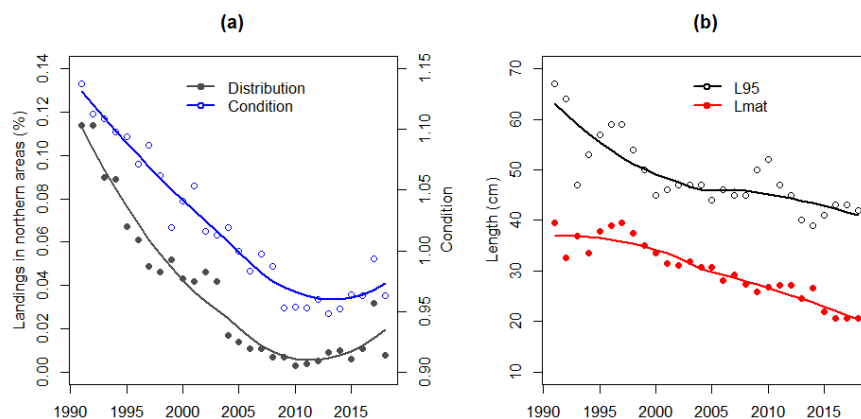 (a)
Landings in northern areas (%)
0.14
0.12
0.10
0.08
0.06
0.04
0.02
0.00
Distribution
Condition
1.15
1.10
1.05
1.00
0.95
0.90
Condition
1990 1995 2000 2005 2010 2015
(b)
Length (cm)
70
60
50
40
30
20
10
L95
Lmat
1990 1995 2000 2005 2010 2015